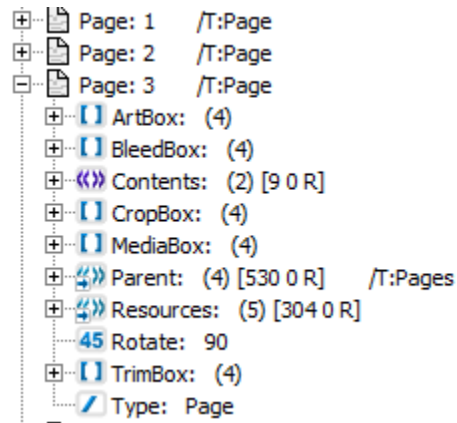 Page: 1 /T:Page
Page: 2 /T:Page
Page: 3 /T:Page
[ ] ArtBox: (4)
[ ] BleedBox: (4)
«» Contents: (2) [9 0 R]
[ ] CropBox: (4)
[ ] MediaBox: (4)
«» Parent: (4) [530 0 R] /T:Pages
«» Resources: (5) [304 0 R]
45 Rotate: 90
[ ] TrimBox: (4)
/ Type: Page